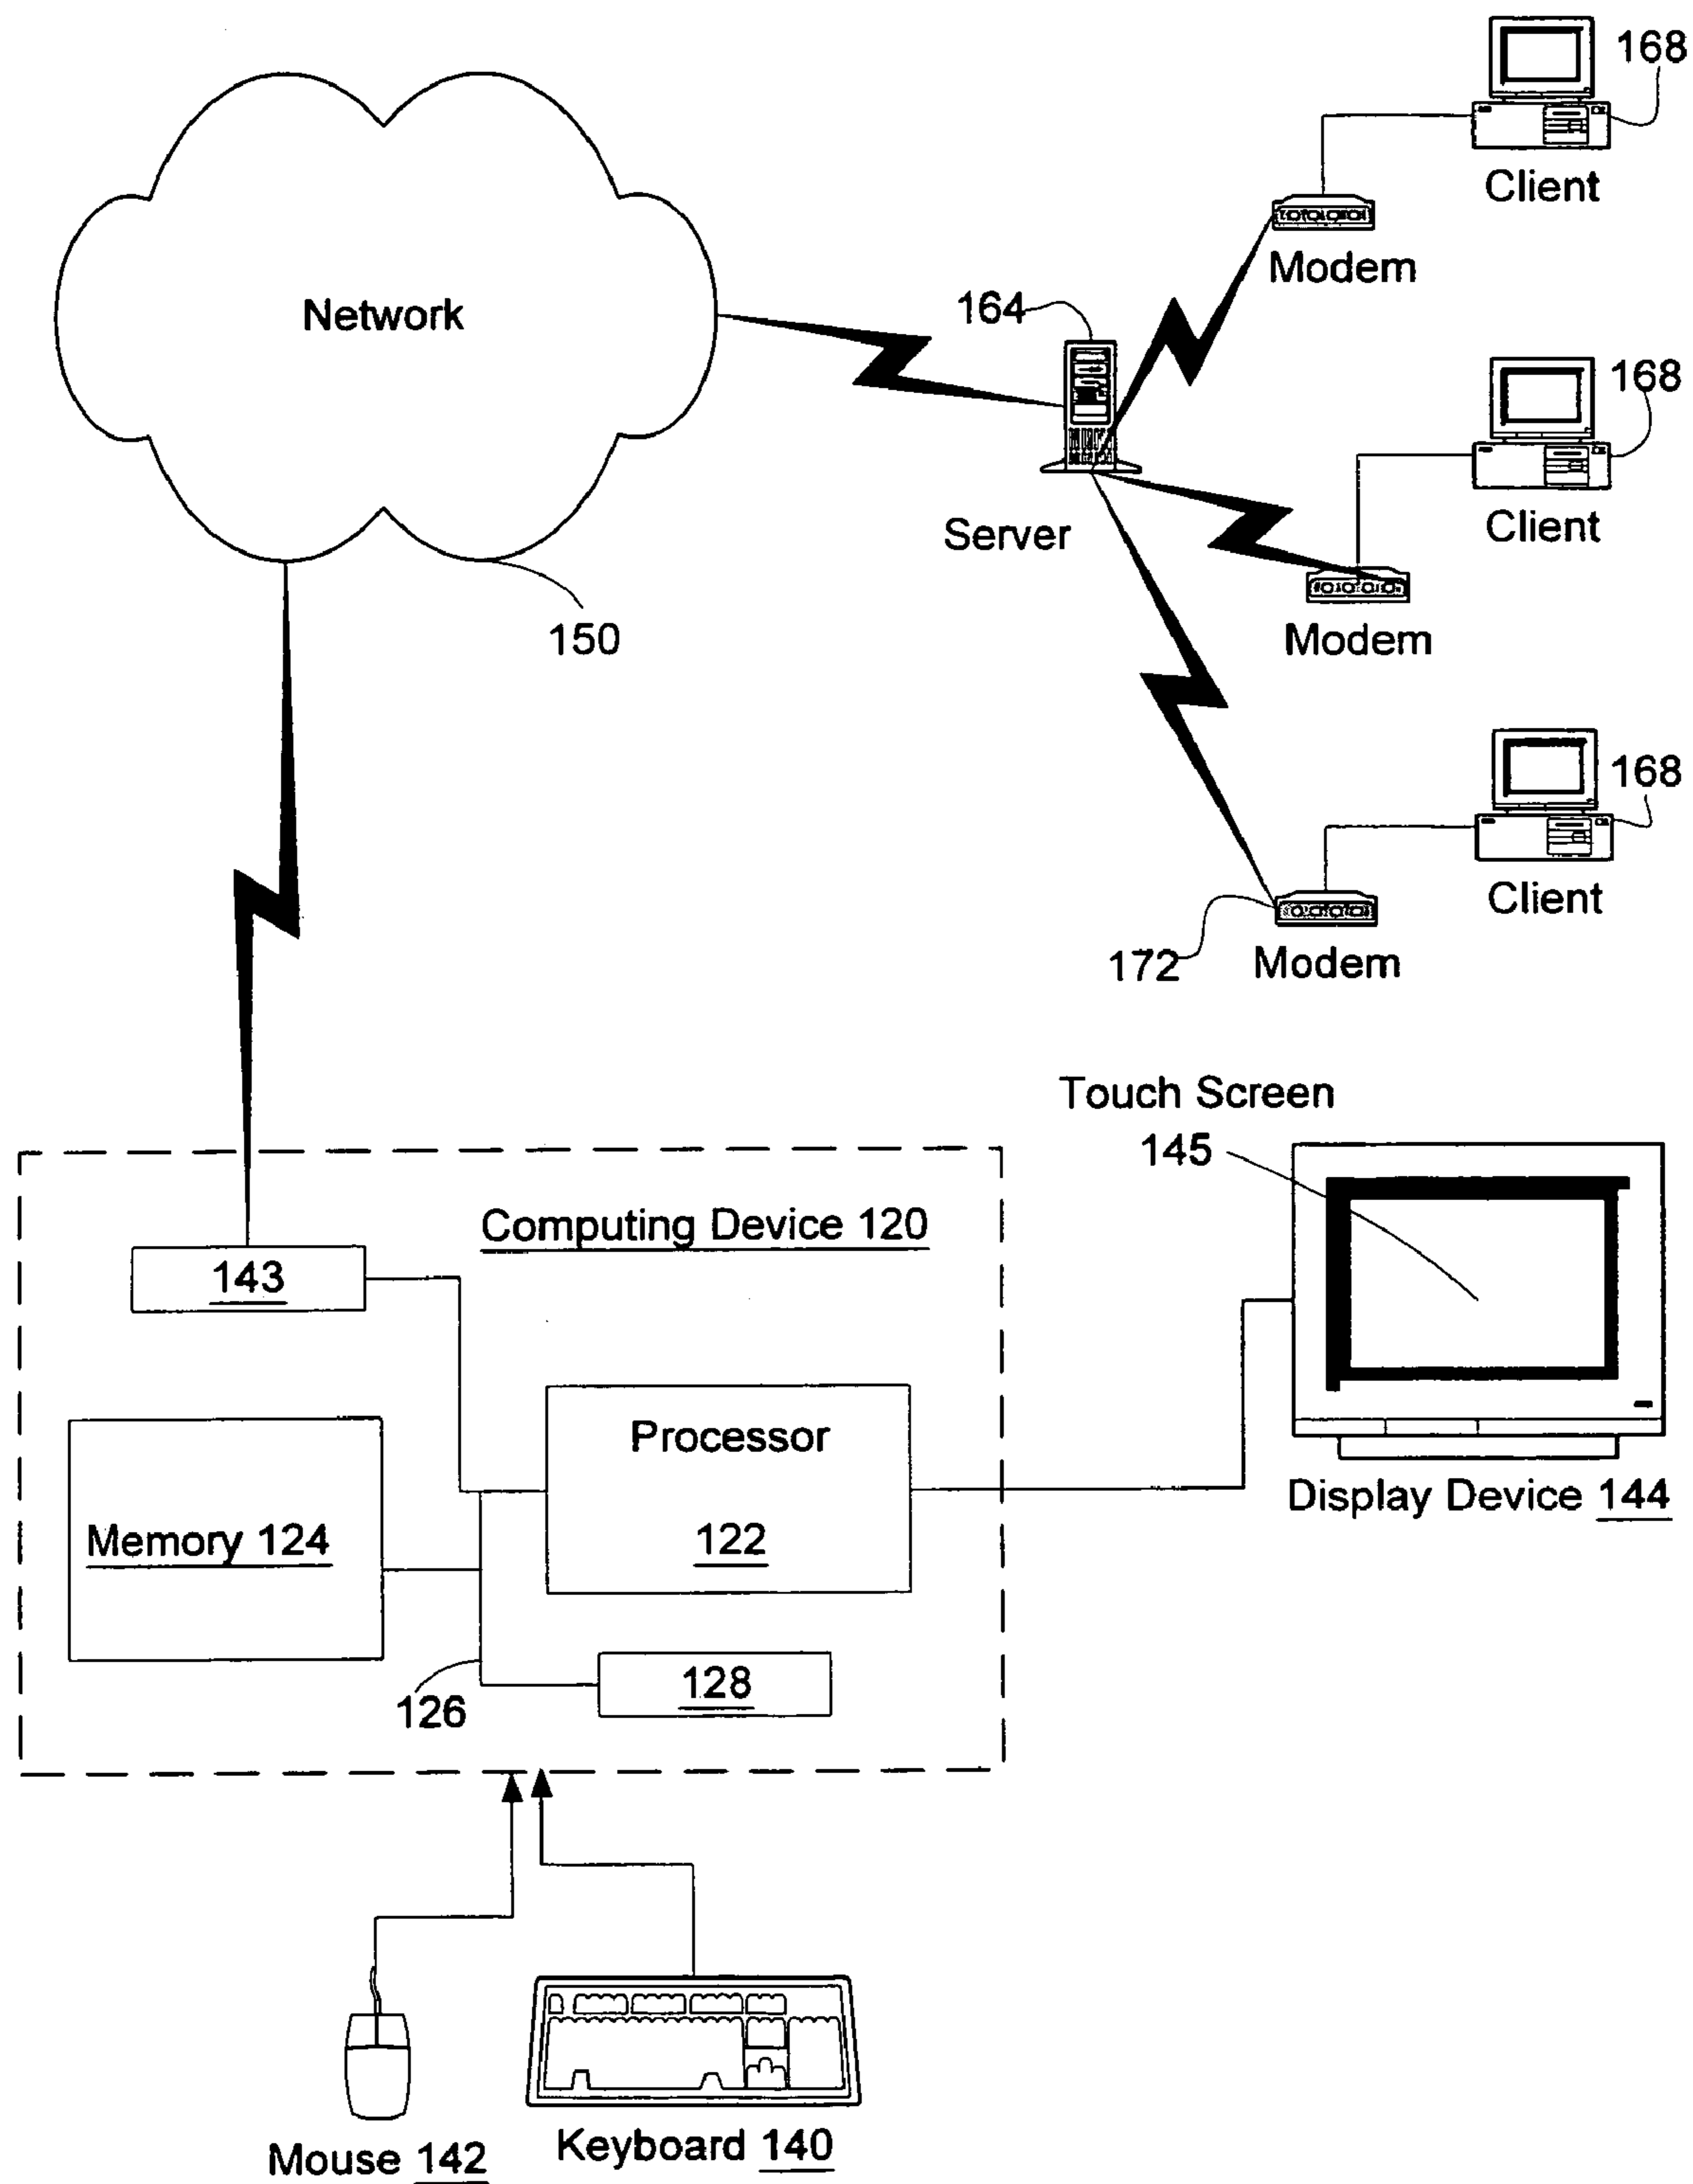 168
Client
Modem
Network
164
168
Server
Client
150
Modem
168
Client
172
Modem
Touch Screen
145
Computing Device 120
143
Processor
122
Display Device 144
Memory 124
128
126
Mouse 142
Keyboard 140